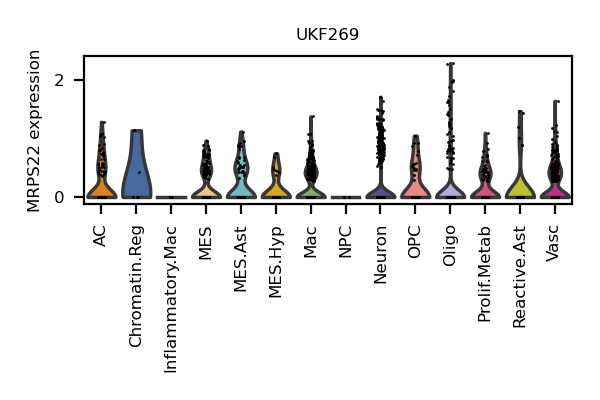 UKF269
MRPS22 expression
2
0
AC
Chromatin.Reg
Inflammatory.Mac
MES
MES.Ast
MES.Hyp
Mac
NPC
Neuron
OPC
Oligo
Prolif.Metab
Reactive.Ast
Vasc